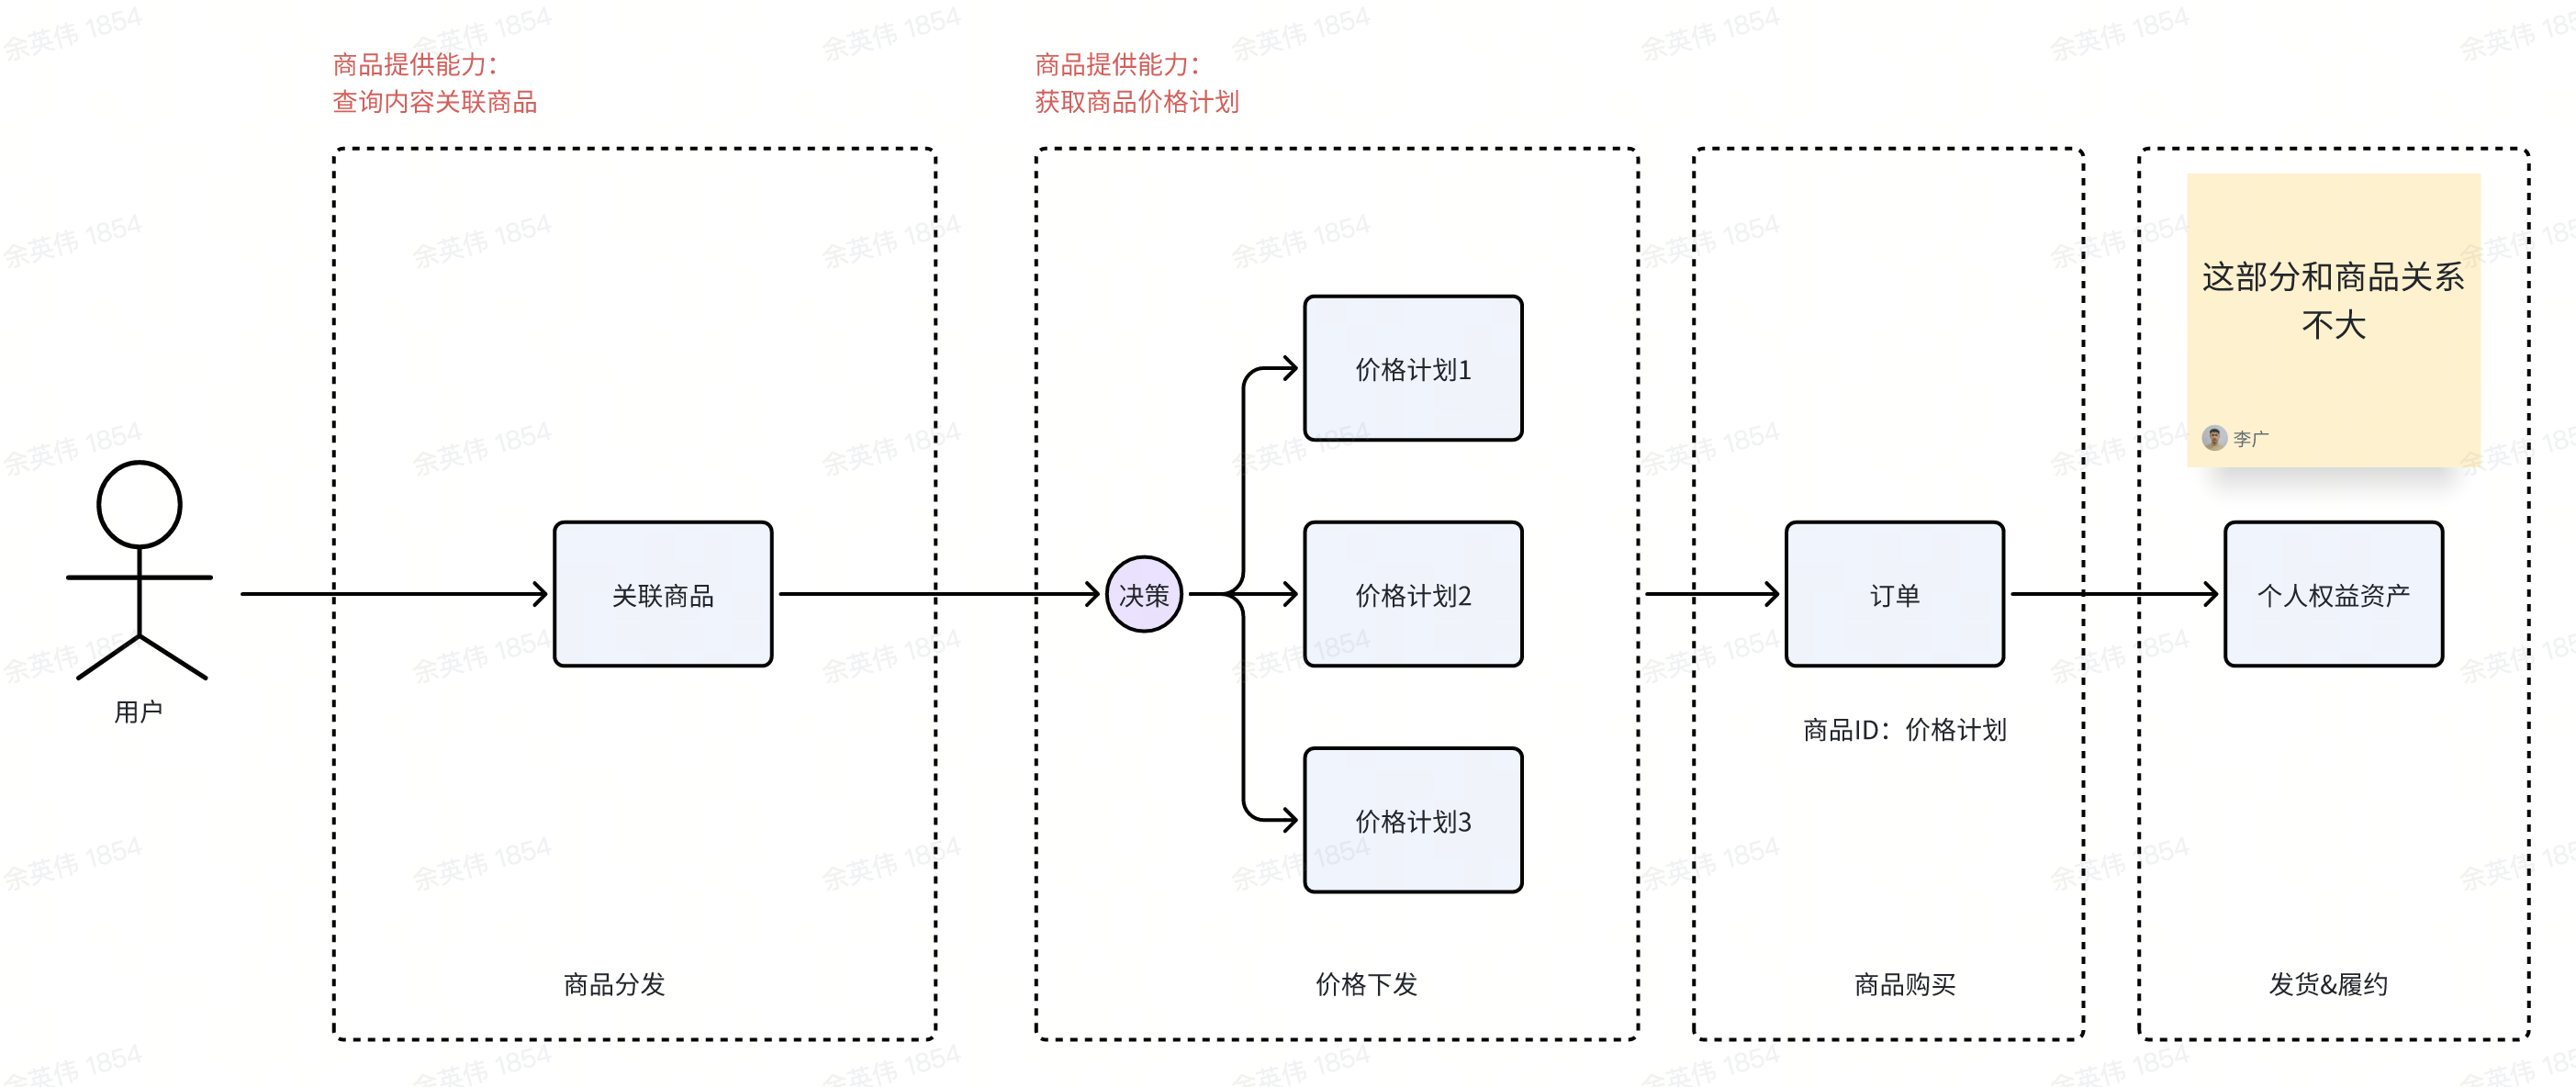 商品提供能力：
查询内容关联商品
商品提供能力：
获取商品价格计划
这部分和商品关系
不大
李广
价格计划1
关联商品
决策
价格计划2
订单
个人权益资产
用户
商品ID：价格计划
价格计划3
商品分发
价格下发
商品购买
发货&履约
余英伟 1854